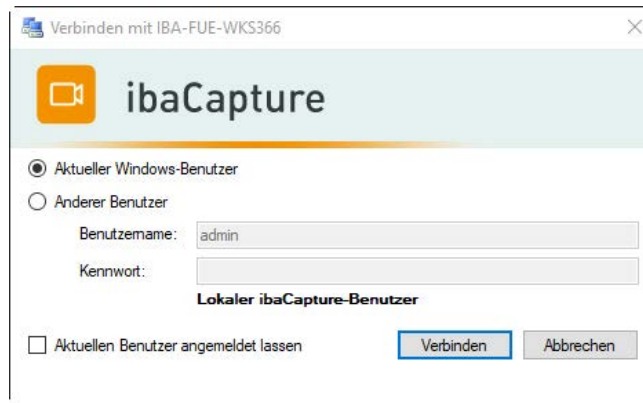 Verbinden mit IBA-FUE-WKS366
ibaCapture
Aktueller Windows-Benutzer
Anderer Benutzer
Benutzername: admin
Kennwort:
Lokaler ibaCapture-Benutzer
Aktuellen Benutzer angemeldet lassen Verbinden Abbrechen